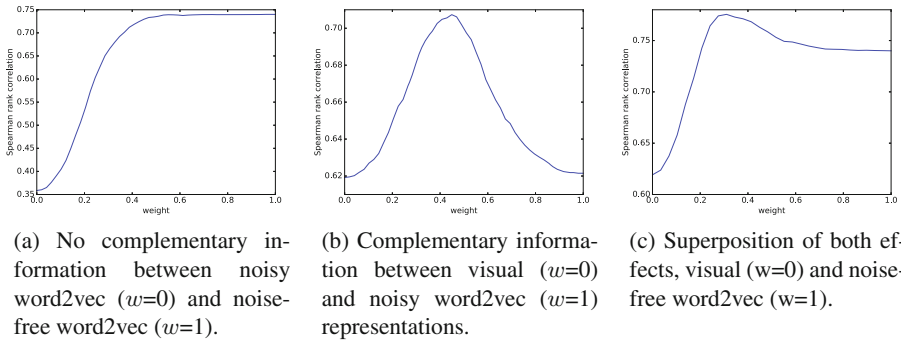 0.75
0.70
0.65
0.60
0.55
0.50
0.45
0.40
0.35
Spearman rank correlation
0.0 0.2 0.4 0.6 0.8 1.0
weight
(a) No complementary in-
formation between noisy
word2vec (w=0) and noise-
free word2vec (w=1).
0.70
0.68
0.66
0.64
0.62
Spearman rank correlation
0.0 0.2 0.4 0.6 0.8 1.0
weight
(b) Complementary informa-
tion between visual (w=0)
and noisy word2vec (w=1)
representations.
0.75
0.70
0.65
0.60
Spearman rank correlation
0.0 0.2 0.4 0.6 0.8 1.0
weight
(c) Superposition of both ef-
fects, visual (w=0) and noise-
free word2vec (w=1).